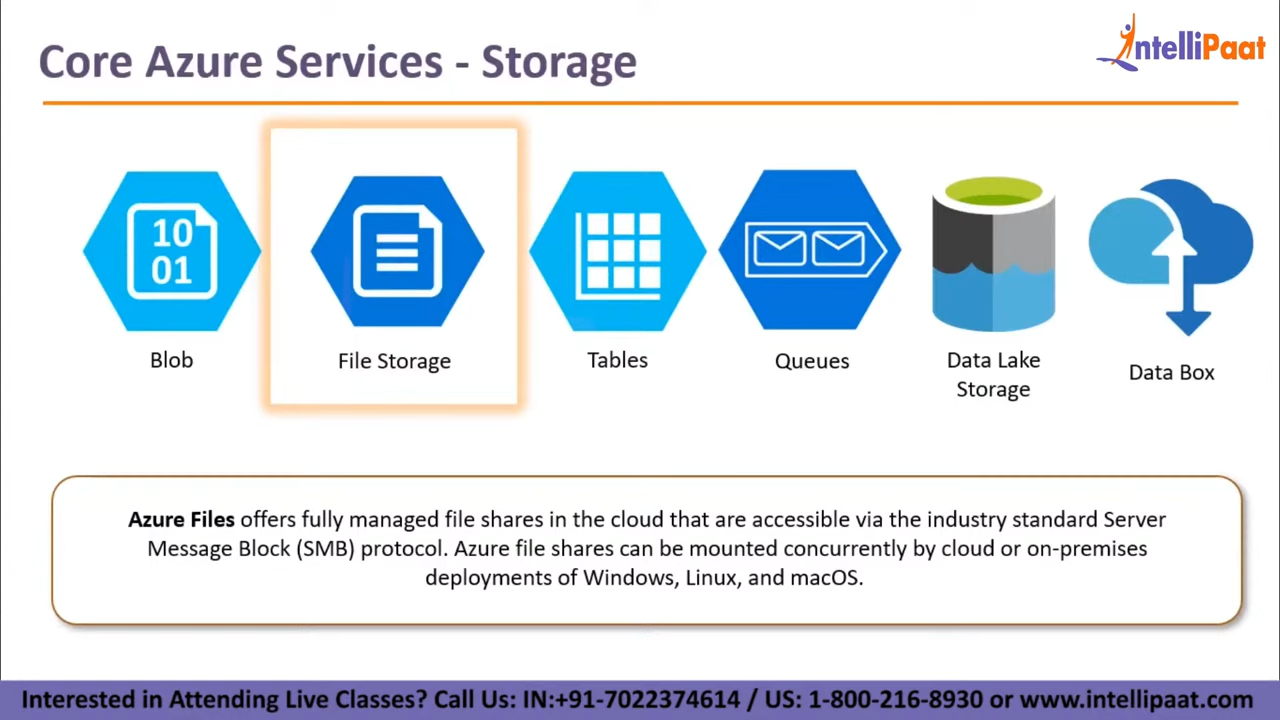 Core Azure Services - Storage
IntelliPaat
10
01
Blob
File Storage
Tables
Queues
Data Lake
Storage
Data Box
Azure Files offers fully managed file shares in the cloud that are accessible via the industry standard Server
Message Block (SMB) protocol. Azure file shares can be mounted concurrently by cloud or on-premises
deployments of Windows, Linux, and macOS.
Interested in Attending Live Classes? Call Us: IN:+91-7022374614 / US: 1-800-216-8930 or www.intellipaat.com